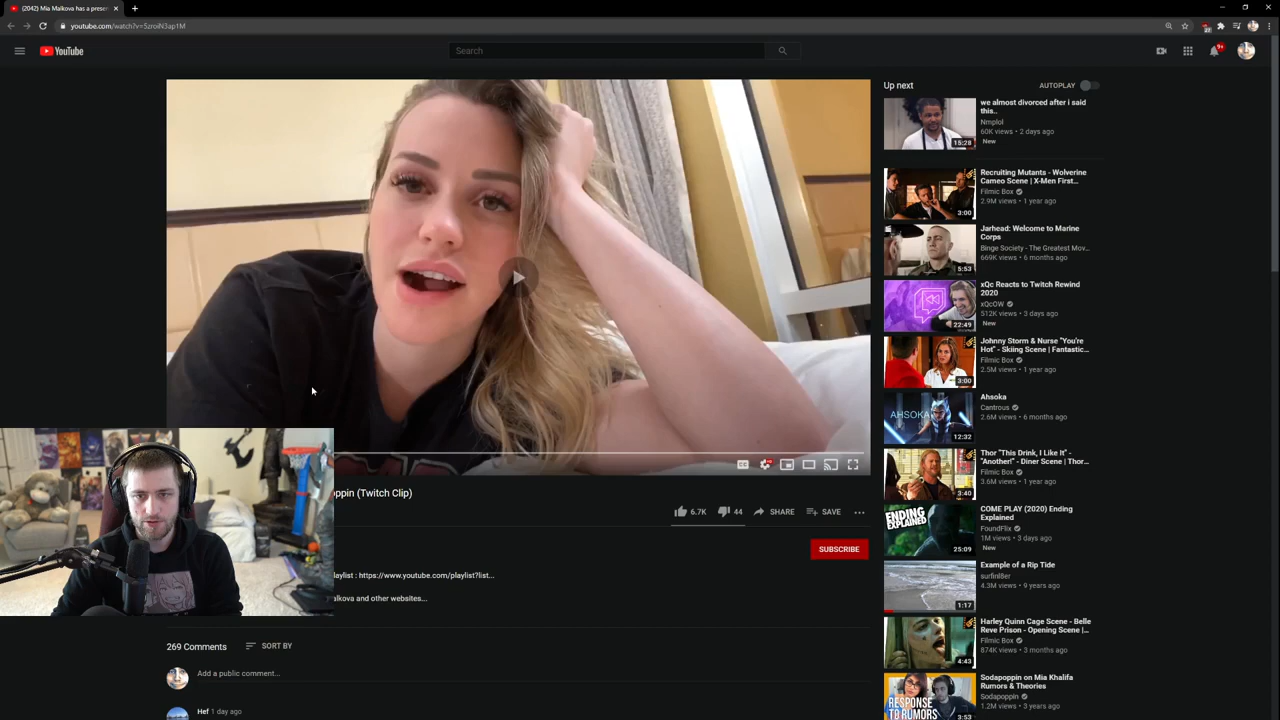 (2042) Mia Malkova has a presen
youtube.com/watch?v=5zroiN3ap1M
YouTube
Search
9+
Up next
AUTOPLAY
we almost divorced after i said
this..
Nmplol
60K views • 2 days ago
New
15:28
Recruiting Mutants - Wolverine
Cameo Scene | X-Men First...
Filmic Box
2.9M views • 1 year ago
3:00
Jarhead: Welcome to Marine
Corps
Binge Society - The Greatest Mov...
669K views • 6 months ago
5:53
xQc Reacts to Twitch Rewind
2020
xQcOW
512K views • 3 days ago
New
22:49
Johnny Storm & Nurse "You're
Hot" - Skiing Scene | Fantastic...
Filmic Box
2.5M views • 1 year ago
3:00
Ahsoka
Cantrous
2.6M views • 6 months ago
AHSOKA
12:32
Thor "This Drink, I Like It" -
"Another!" - Diner Scene | Thor...
Filmic Box
3.6M views • 1 year ago
3:40
COME PLAY (2020) Ending
Explained
FoundFlix
1M views • 3 days ago
New
ENDING
EXPLAINED
25:09
Example of a Rip Tide
surfinl8er
4.3M views • 9 years ago
1:17
Harley Quinn Cage Scene - Belle
Reve Prison - Opening Scene |...
Filmic Box
874K views • 3 months ago
4:43
Sodapoppin on Mia Khalifa
Rumors & Theories
Sodapoppin
1.2M views • 3 years ago
RESPONSE
TO RUMORS
3:53
ppin (Twitch Clip)
6.7K
44
SHARE
SAVE
SUBSCRIBE
laylist : https://www.youtube.com/playlist?list...
alkova and other websites...
269 Comments
SORT BY
Add a public comment...
Hef 1 day ago